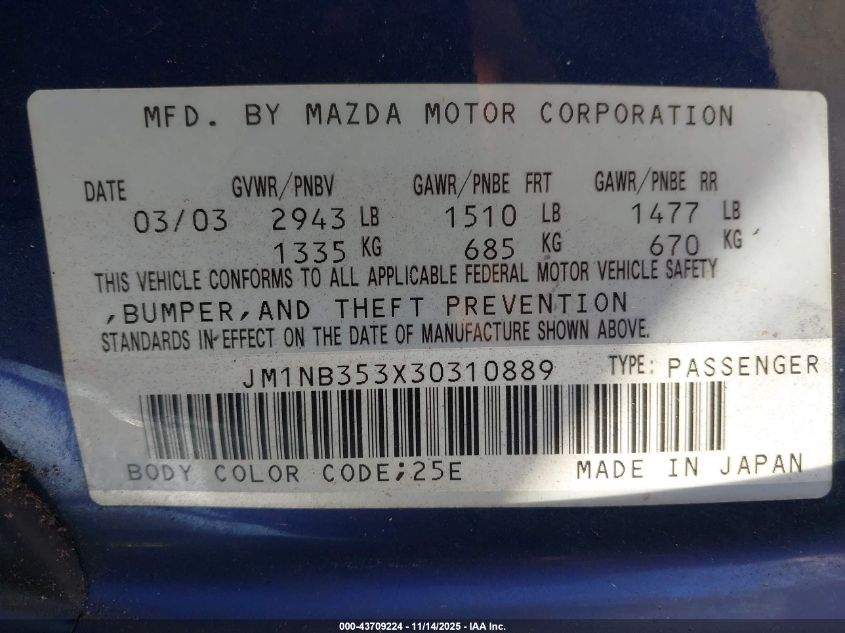 MFD. BY MAZDA MOTOR CORPORATION
DATE GVWR/PNBV GAWR/PNBE FRT GAWR/PNBE RR
03/03 2943 LB 1510 LB 1477 LB
1335 KG 685 KG 670 KG
THIS VEHICLE CONFORMS TO ALL APPLICABLE FEDERAL MOTOR VEHICLE SAFETY
,BUMPER,AND THEFT PREVENTION
STANDARDS IN EFFECT ON THE DATE OF MANUFACTURE SHOWN ABOVE.
JM1NB353X30310889 TYPE: PASSENGER
BODY COLOR CODE;25E MADE IN JAPAN
000-43709224 - 11/14/2025 - IAA Inc.